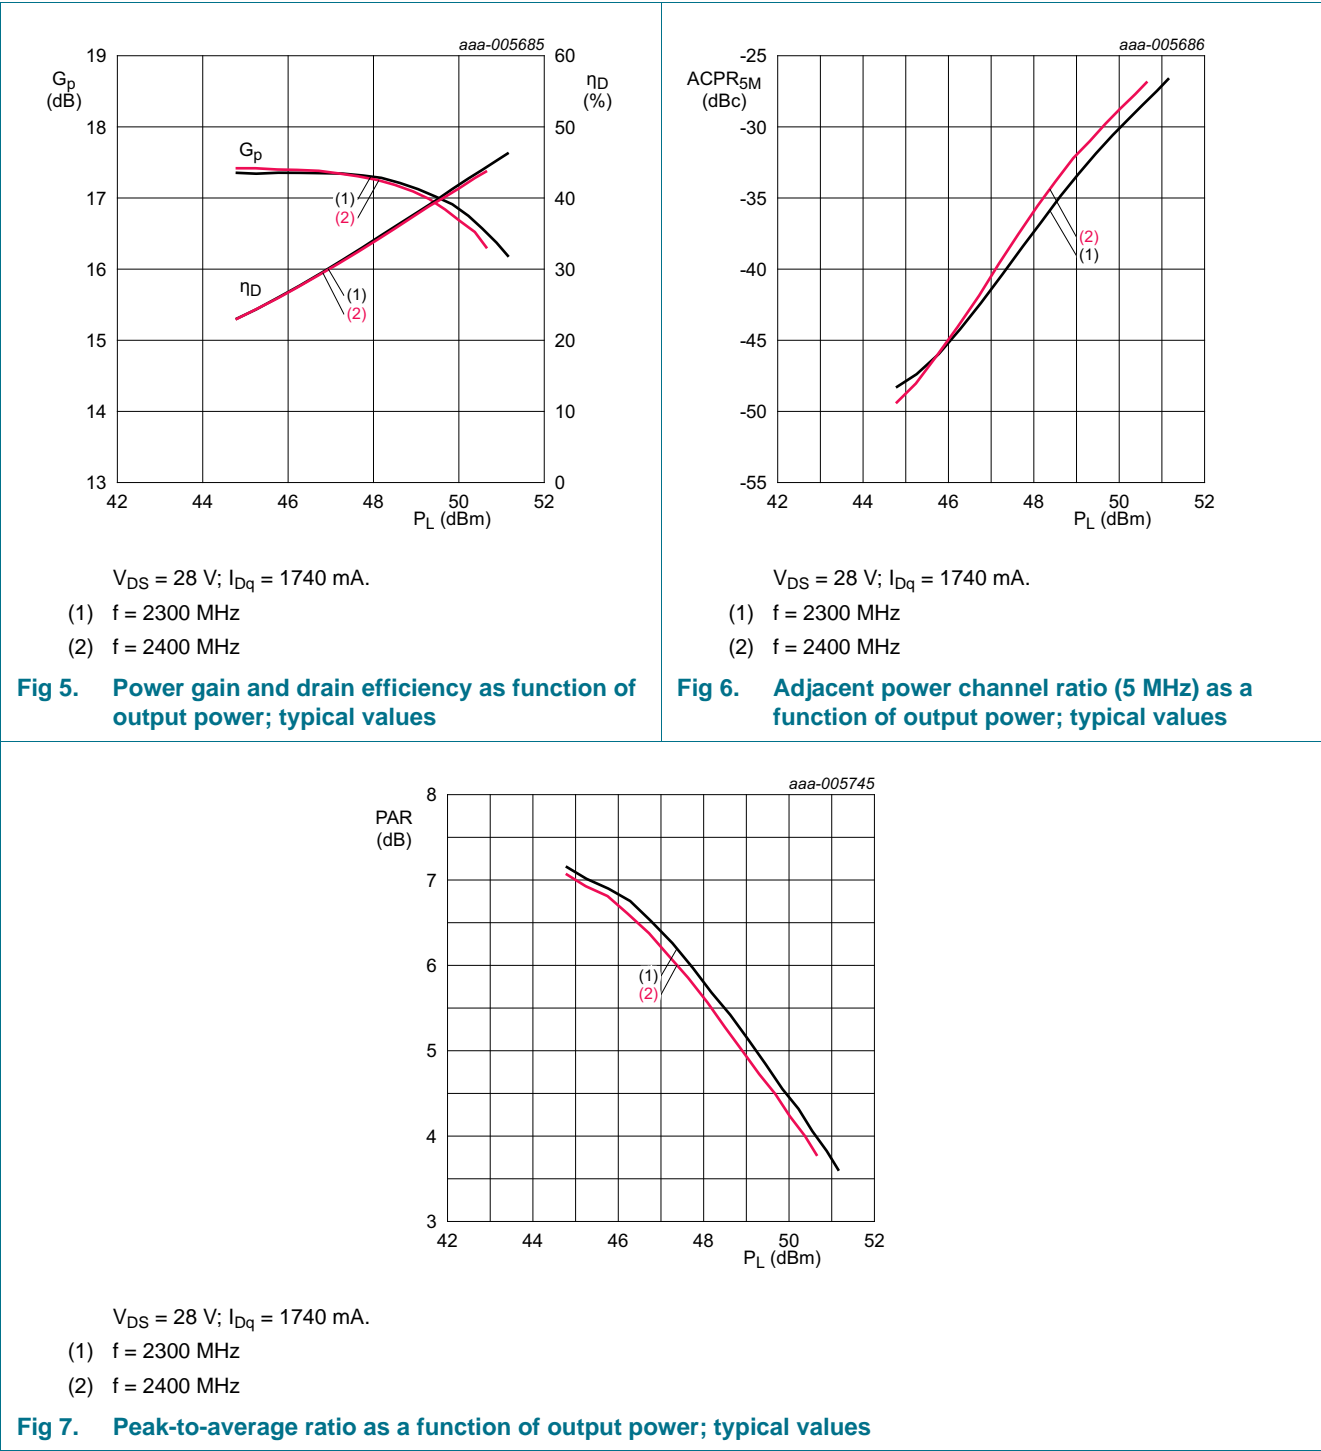 aaa-005685
19
18
17
16
15
14
13
Gp
(dB)
60
50
40
30
20
10
0
ηD
(%)
Gp
(1)
(2)
ηD
(1)
(2)
42 44 46 48 50 52
PL (dBm)
VDS = 28 V; IDq = 1740 mA.
(1) f = 2300 MHz
(2) f = 2400 MHz
Fig 5. Power gain and drain efficiency as function of
output power; typical values
aaa-005686
-25
-30
-35
-40
-45
-50
-55
ACPR5M
(dBc)
(2)
(1)
42 44 46 48 50 52
PL (dBm)
VDS = 28 V; IDq = 1740 mA.
(1) f = 2300 MHz
(2) f = 2400 MHz
Fig 6. Adjacent power channel ratio (5 MHz) as a
function of output power; typical values
aaa-005745
8
7
6
5
4
3
PAR
(dB)
(1)
(2)
42 44 46 48 50 52
PL (dBm)
VDS = 28 V; IDq = 1740 mA.
(1) f = 2300 MHz
(2) f = 2400 MHz
Fig 7. Peak-to-average ratio as a function of output power; typical values